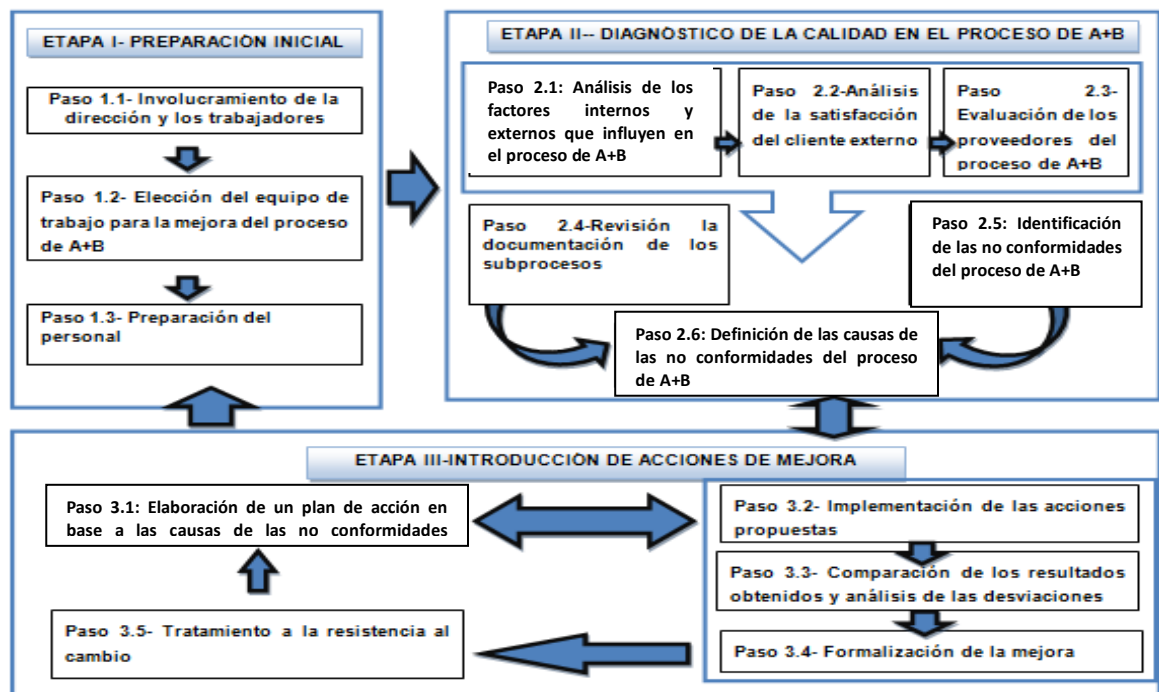 ETAPA I- PREPARACIÓN INICIAL
Paso 1.1- Involucramiento de la
dirección y los trabajadores
Paso 1.2- Elección del equipo de
trabajo para la mejora del proceso
de A+B
Paso 1.3- Preparación del
personal
ETAPA II-- DIAGNÓSTICO DE LA CALIDAD EN EL PROCESO DE A+B
Paso 2.1: Análisis de los
factores internos y
externos que influyen en
el proceso de A+B
Paso 2.2-Análisis
de la satisfacción
del cliente externo
Paso 2.3-
Evaluación de los
proveedores del
proceso de A+B
Paso 2.4-Revisión la
documentación de los
subprocesos
Paso 2.5: Identificación
de las no conformidades
del proceso de A+B
Paso 2.6: Definición de las causas de
las no conformidades del proceso
de A+B
ETAPA III-INTRODUCCIÓN DE ACCIONES DE MEJORA
Paso 3.1: Elaboración de un plan de acción en
base a las causas de las no conformidades
Paso 3.2- Implementación de las acciones
propuestas
Paso 3.3- Comparación de los resultados
obtenidos y análisis de las desviaciones
Paso 3.4- Formalización de la mejora
Paso 3.5- Tratamiento a la resistencia al
cambio